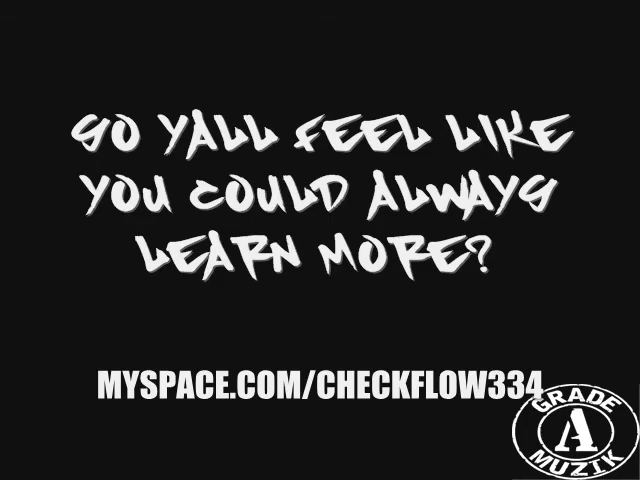 SO YALL FEEL LIKE
YOU COULD ALWAYS
LEARN MORE?
MYSPACE.COM/CHECKFLOW334
GRADE
A
MUZIK